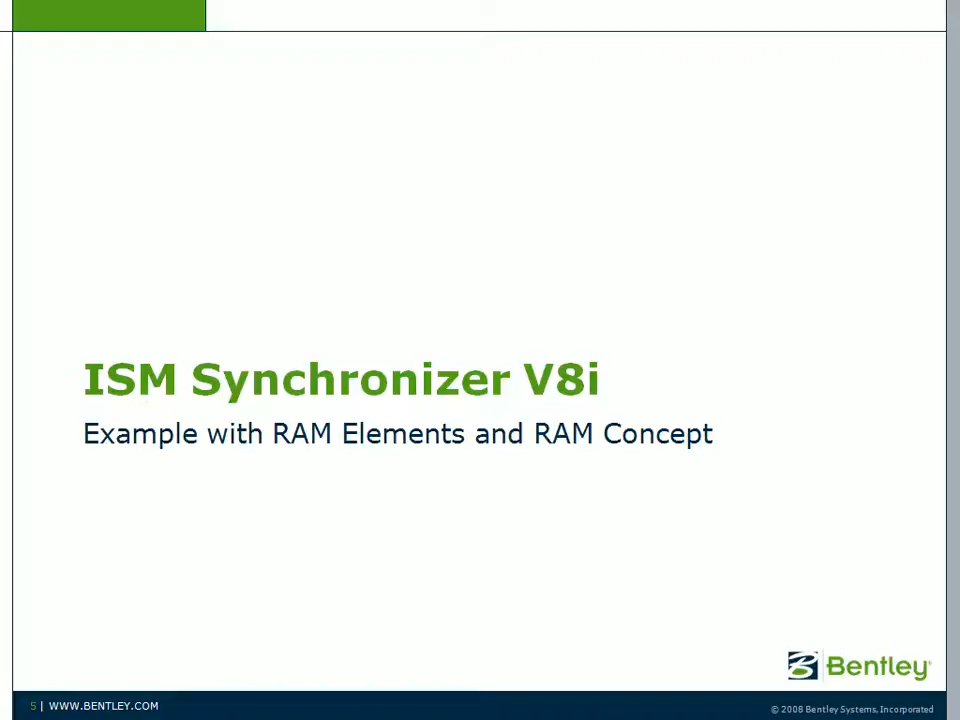 ISM Synchronizer V8i
Example with RAM Elements and RAM Concept
Bentley
5 | WWW.BENTLEY.COM
© 2008 Bentley Systems, Incorporated